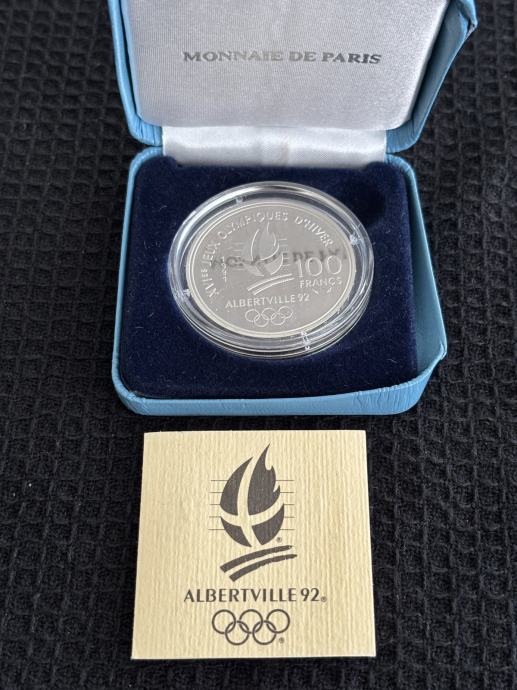 MONNAIE DE PARIS
XVIES JEUX OLYMPIQUES D'HIVER
100
FRANCS
ALBERTVILLE 92
ALBERTVILLE 92®
®